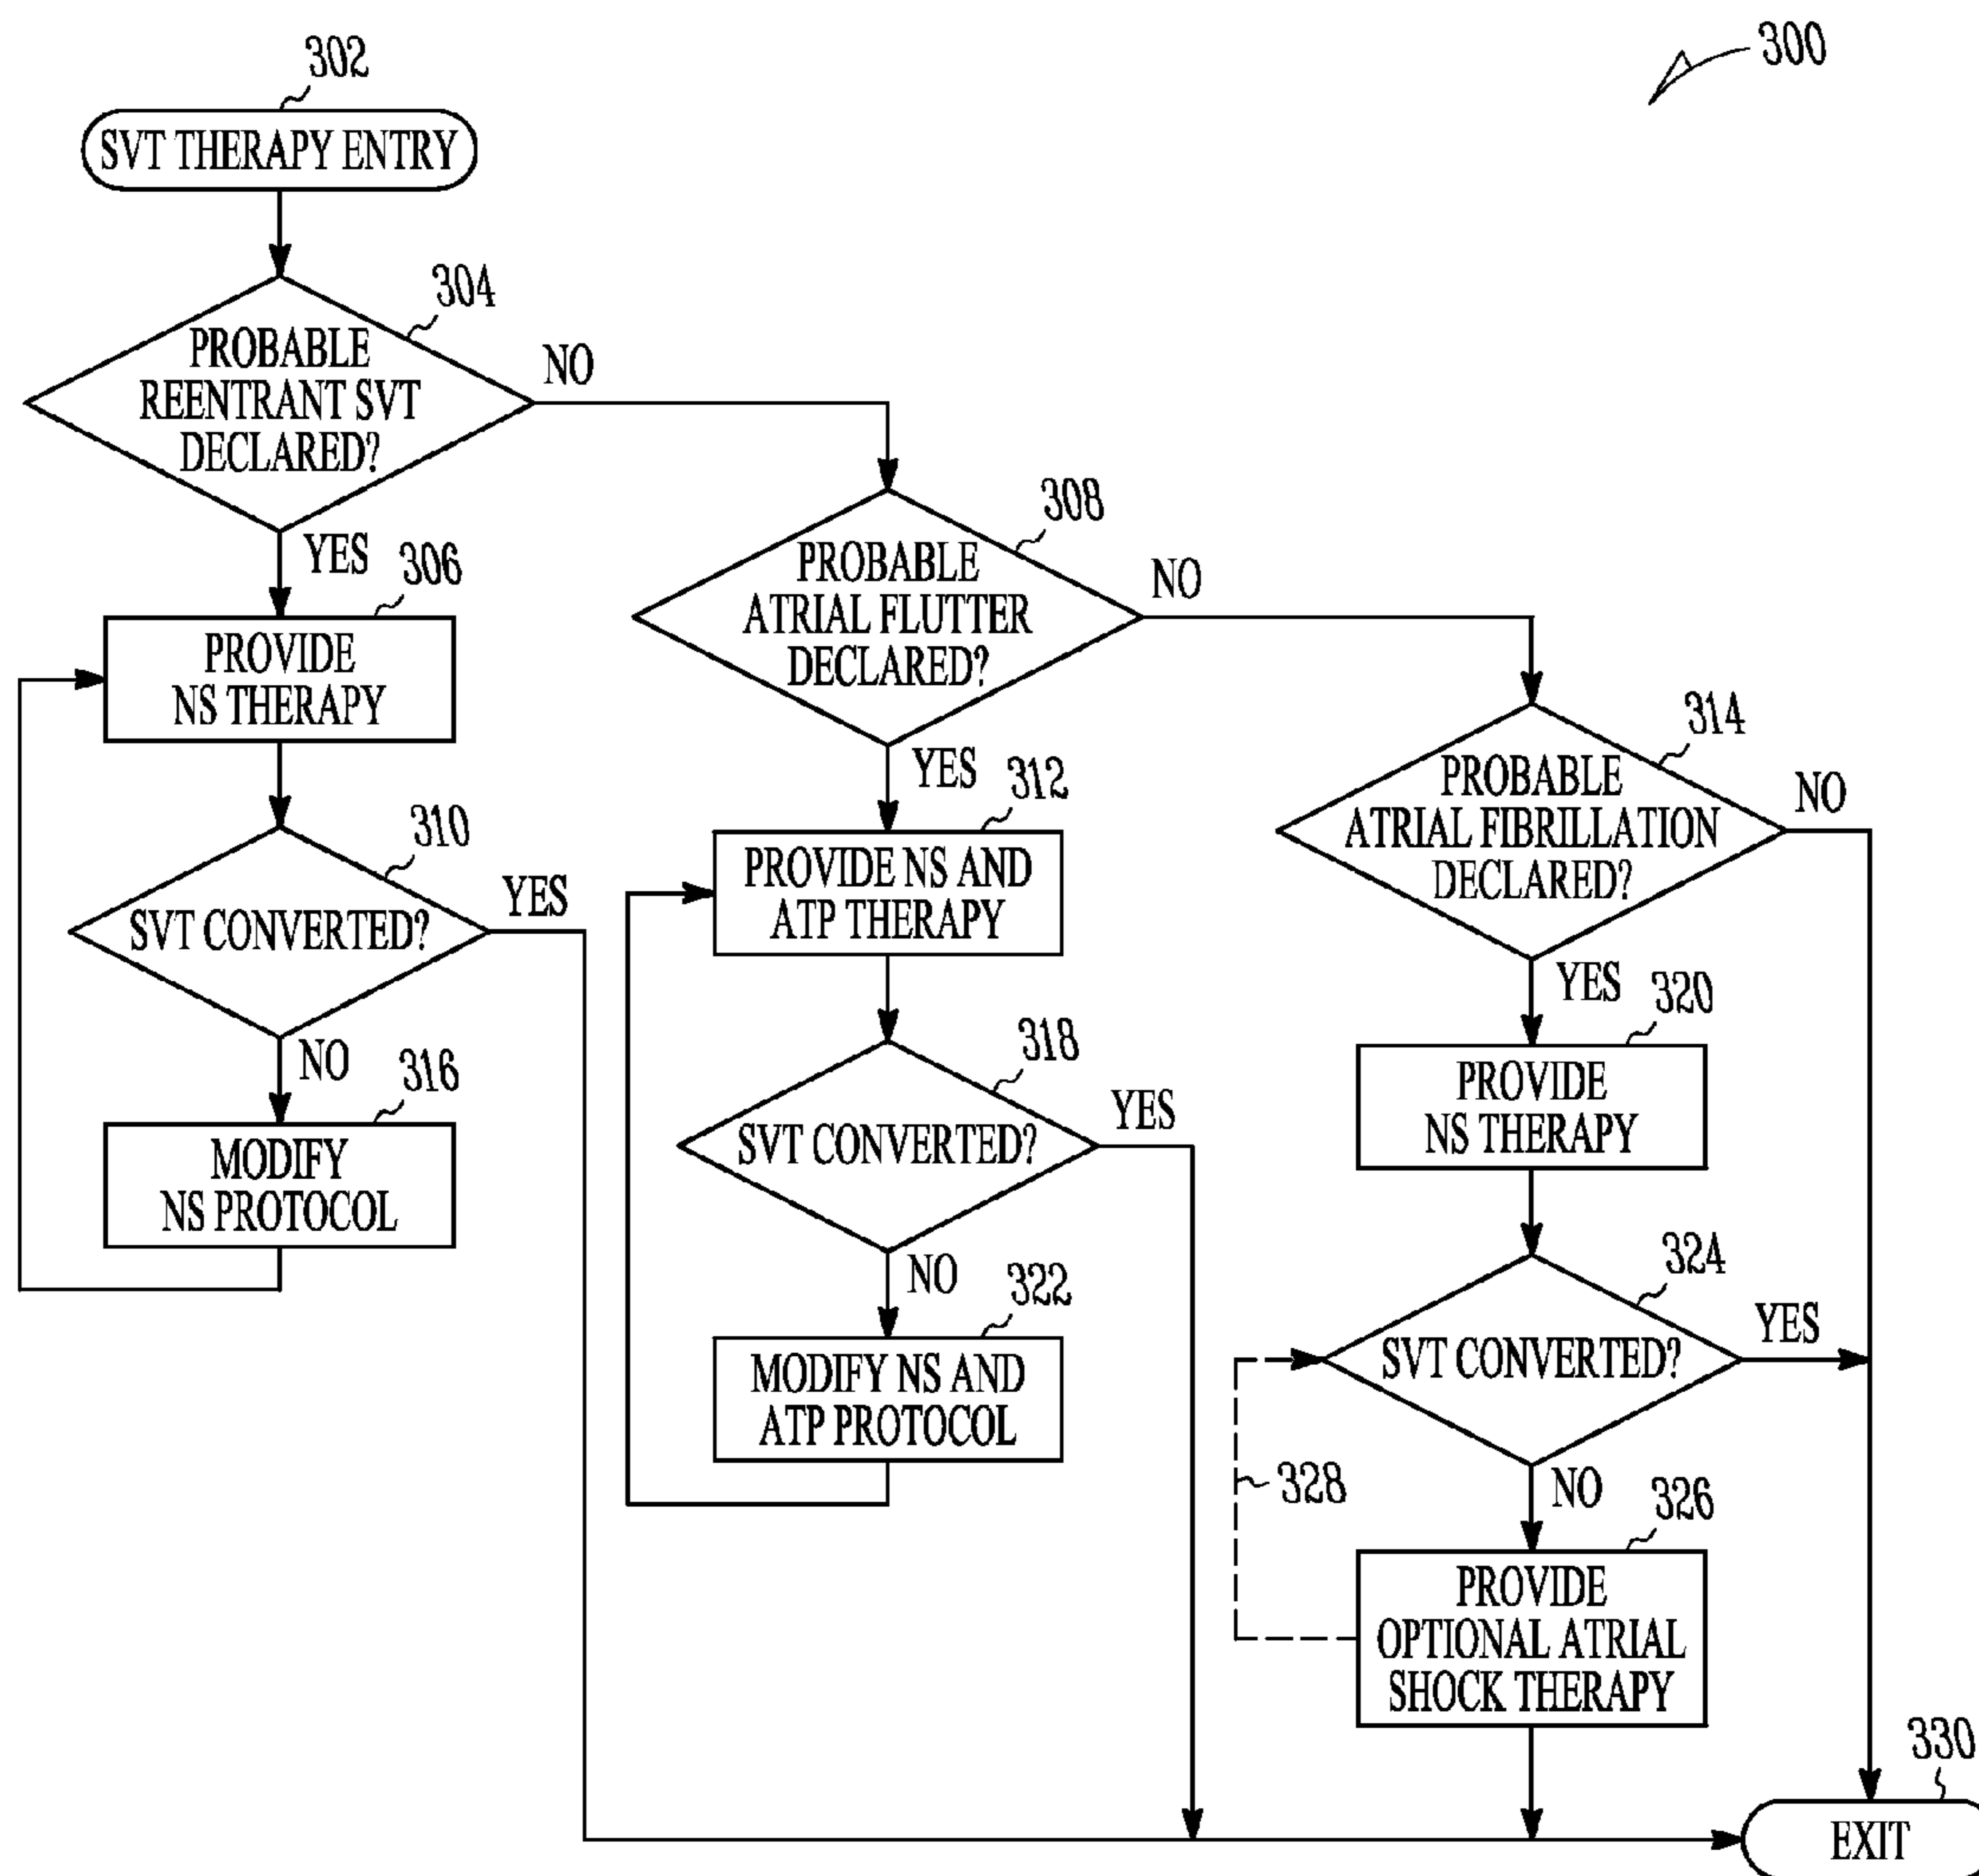 300
302
SVT THERAPY ENTRY
304
PROBABLE
REENTRANT SVT
DECLARED?
NO
YES
306
PROVIDE
NS THERAPY
310
SVT CONVERTED?
YES
NO
316
MODIFY
NS PROTOCOL
308
PROBABLE
ATRIAL FLUTTER
DECLARED?
NO
YES
312
PROVIDE NS AND
ATP THERAPY
318
SVT CONVERTED?
YES
NO
322
MODIFY NS AND
ATP PROTOCOL
314
PROBABLE
ATRIAL FIBRILLATION
DECLARED?
NO
YES
320
PROVIDE
NS THERAPY
324
SVT CONVERTED?
YES
NO
328
326
PROVIDE
OPTIONAL ATRIAL
SHOCK THERAPY
330
EXIT